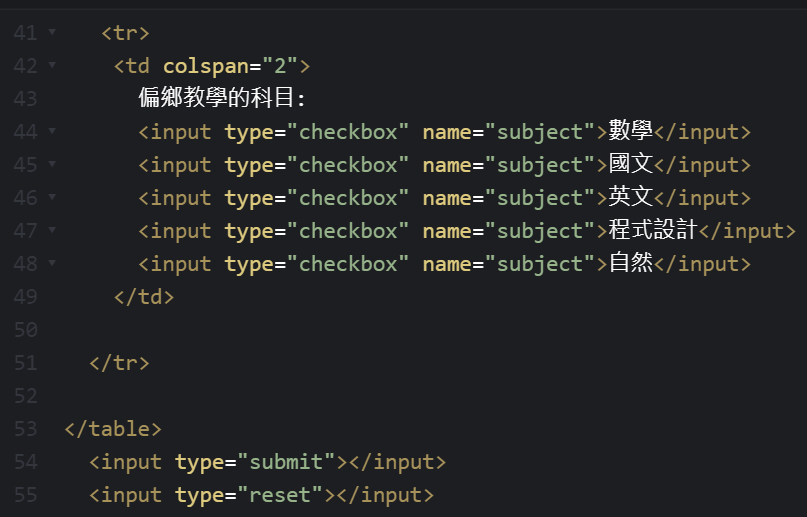 41 <tr>
42 <td colspan="2">
43 偏鄉教學的科目:
44 <input type="checkbox" name="subject">數學</input>
45 <input type="checkbox" name="subject">國文</input>
46 <input type="checkbox" name="subject">英文</input>
47 <input type="checkbox" name="subject">程式設計</input>
48 <input type="checkbox" name="subject">自然</input>
49 </td>
50
51 </tr>
52
53 </table>
54 <input type="submit"></input>
55 <input type="reset"></input>